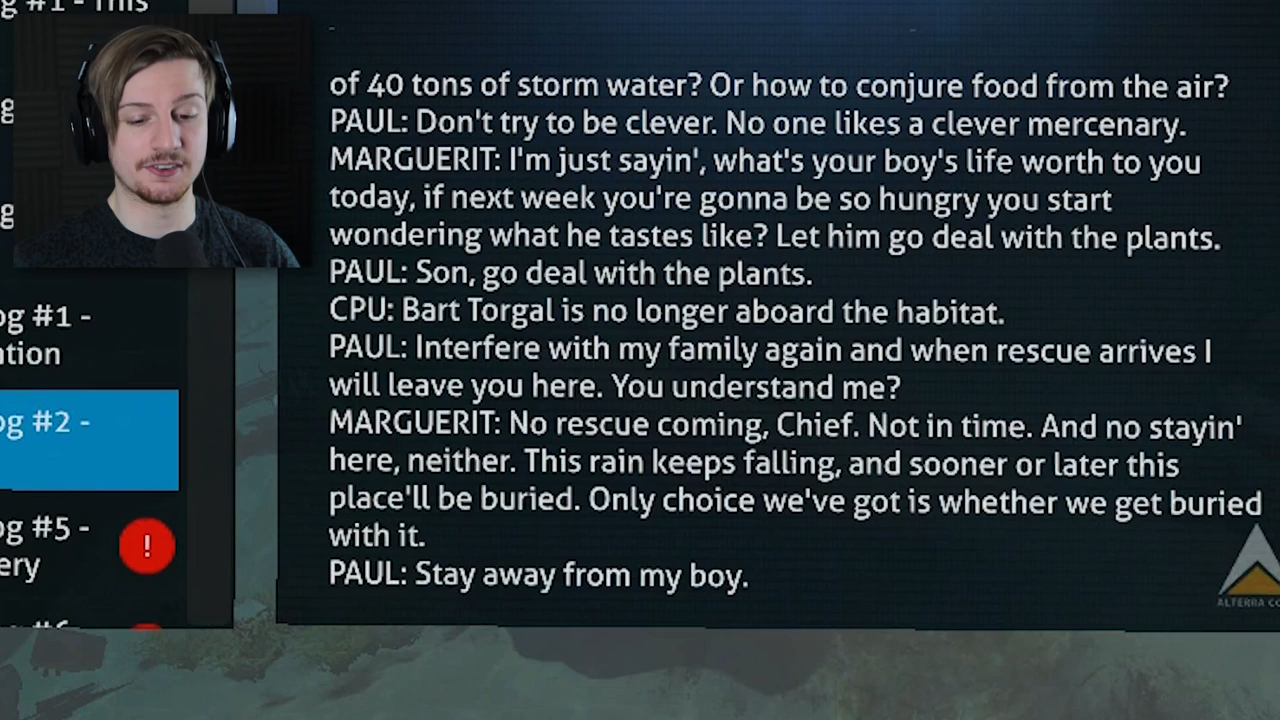 g #1 - This
of 40 tons of storm water? Or how to conjure food from the air?
PAUL: Don't try to be clever. No one likes a clever mercenary.
MARGUERIT: I'm just sayin', what's your boy's life worth to you
today, if next week you're gonna be so hungry you start
wondering what he tastes like? Let him go deal with the plants.
PAUL: Son, go deal with the plants.
CPU: Bart Torgal is no longer aboard the habitat.
PAUL: Interfere with my family again and when rescue arrives I
will leave you here. You understand me?
MARGUERIT: No rescue coming, Chief. Not in time. And no stayin'
here, neither. This rain keeps falling, and sooner or later this
place'll be buried. Only choice we've got is whether we get buried
with it.
PAUL: Stay away from my boy.
g
g
og #1 -
ation
og #2 -
og #5 -
ery
!
og #6
ALTERRA CO